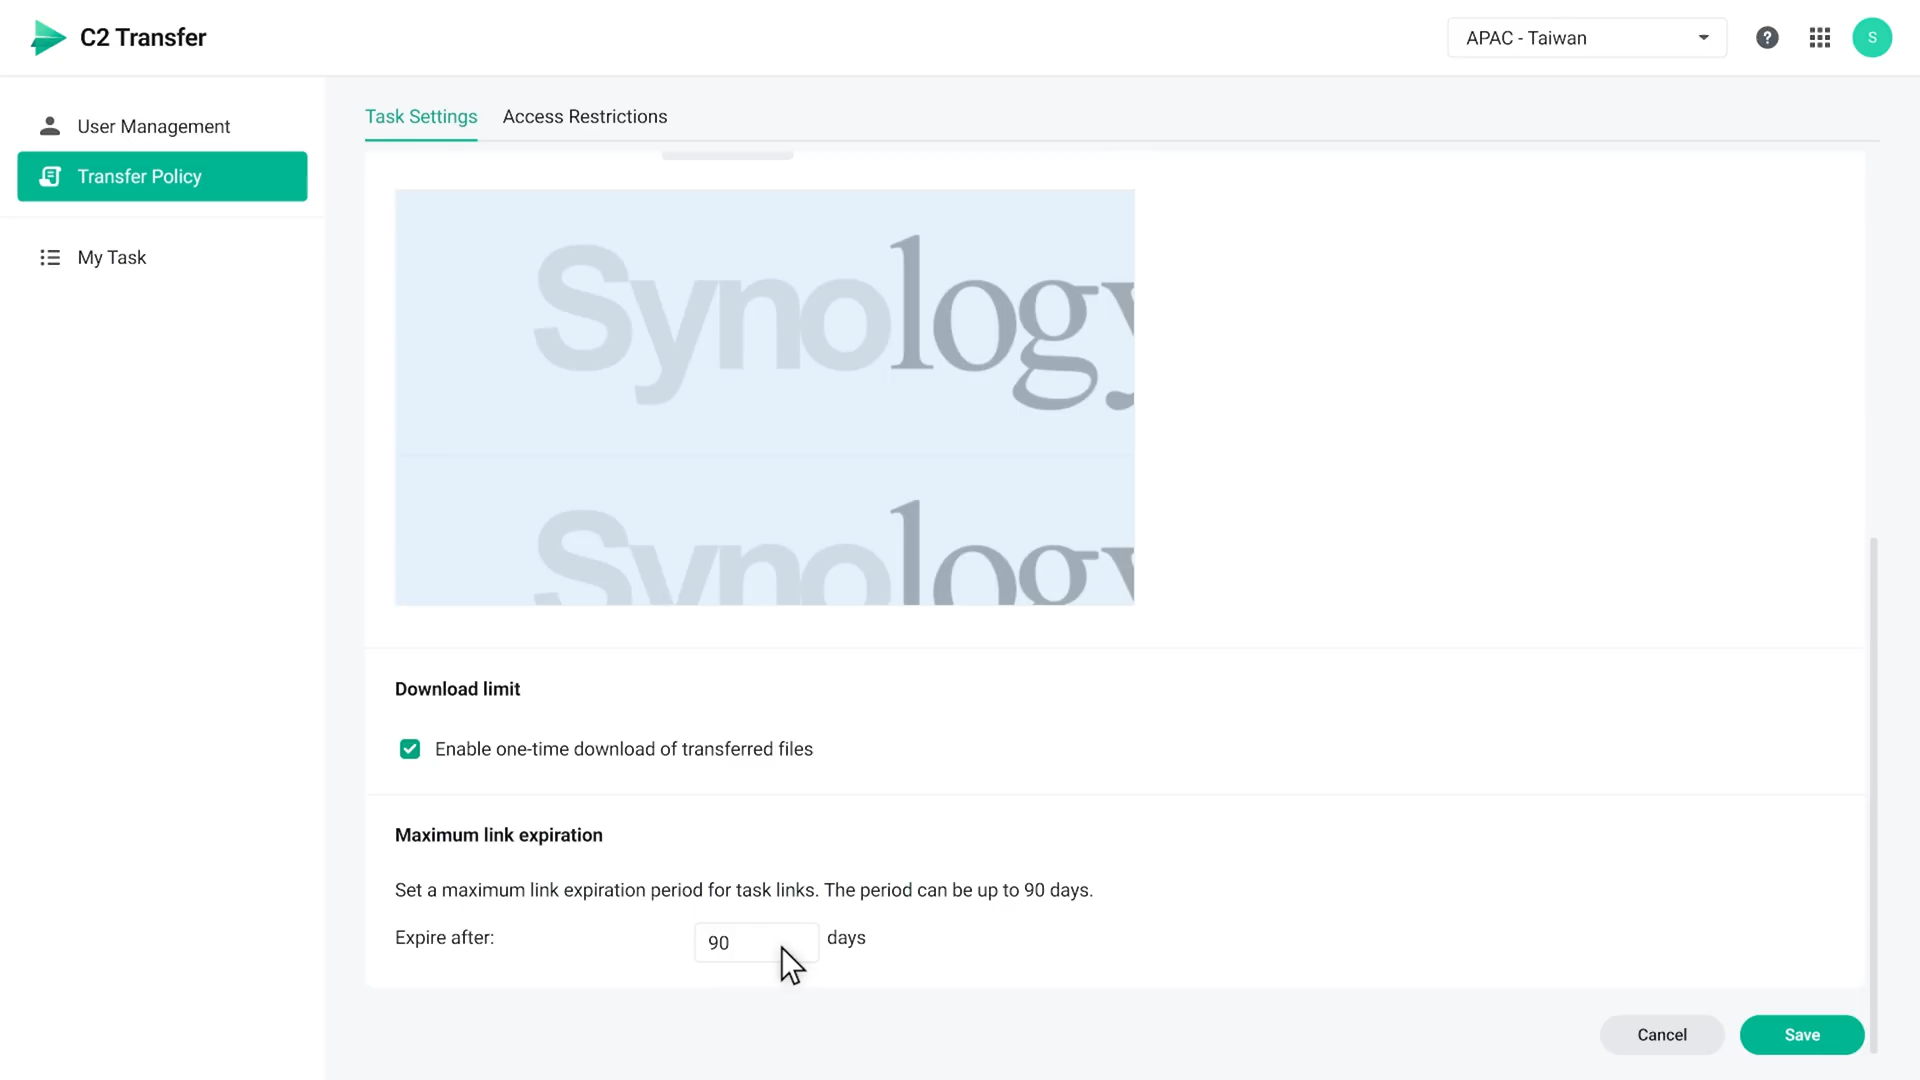 C2 Transfer
APAC - Taiwan
S
User Management
Transfer Policy
My Task
Task Settings
Access Restrictions
Synology
Synology
Download limit
Enable one-time download of transferred files
Maximum link expiration
Set a maximum link expiration period for task links. The period can be up to 90 days.
Expire after:
90
days
Cancel
Save